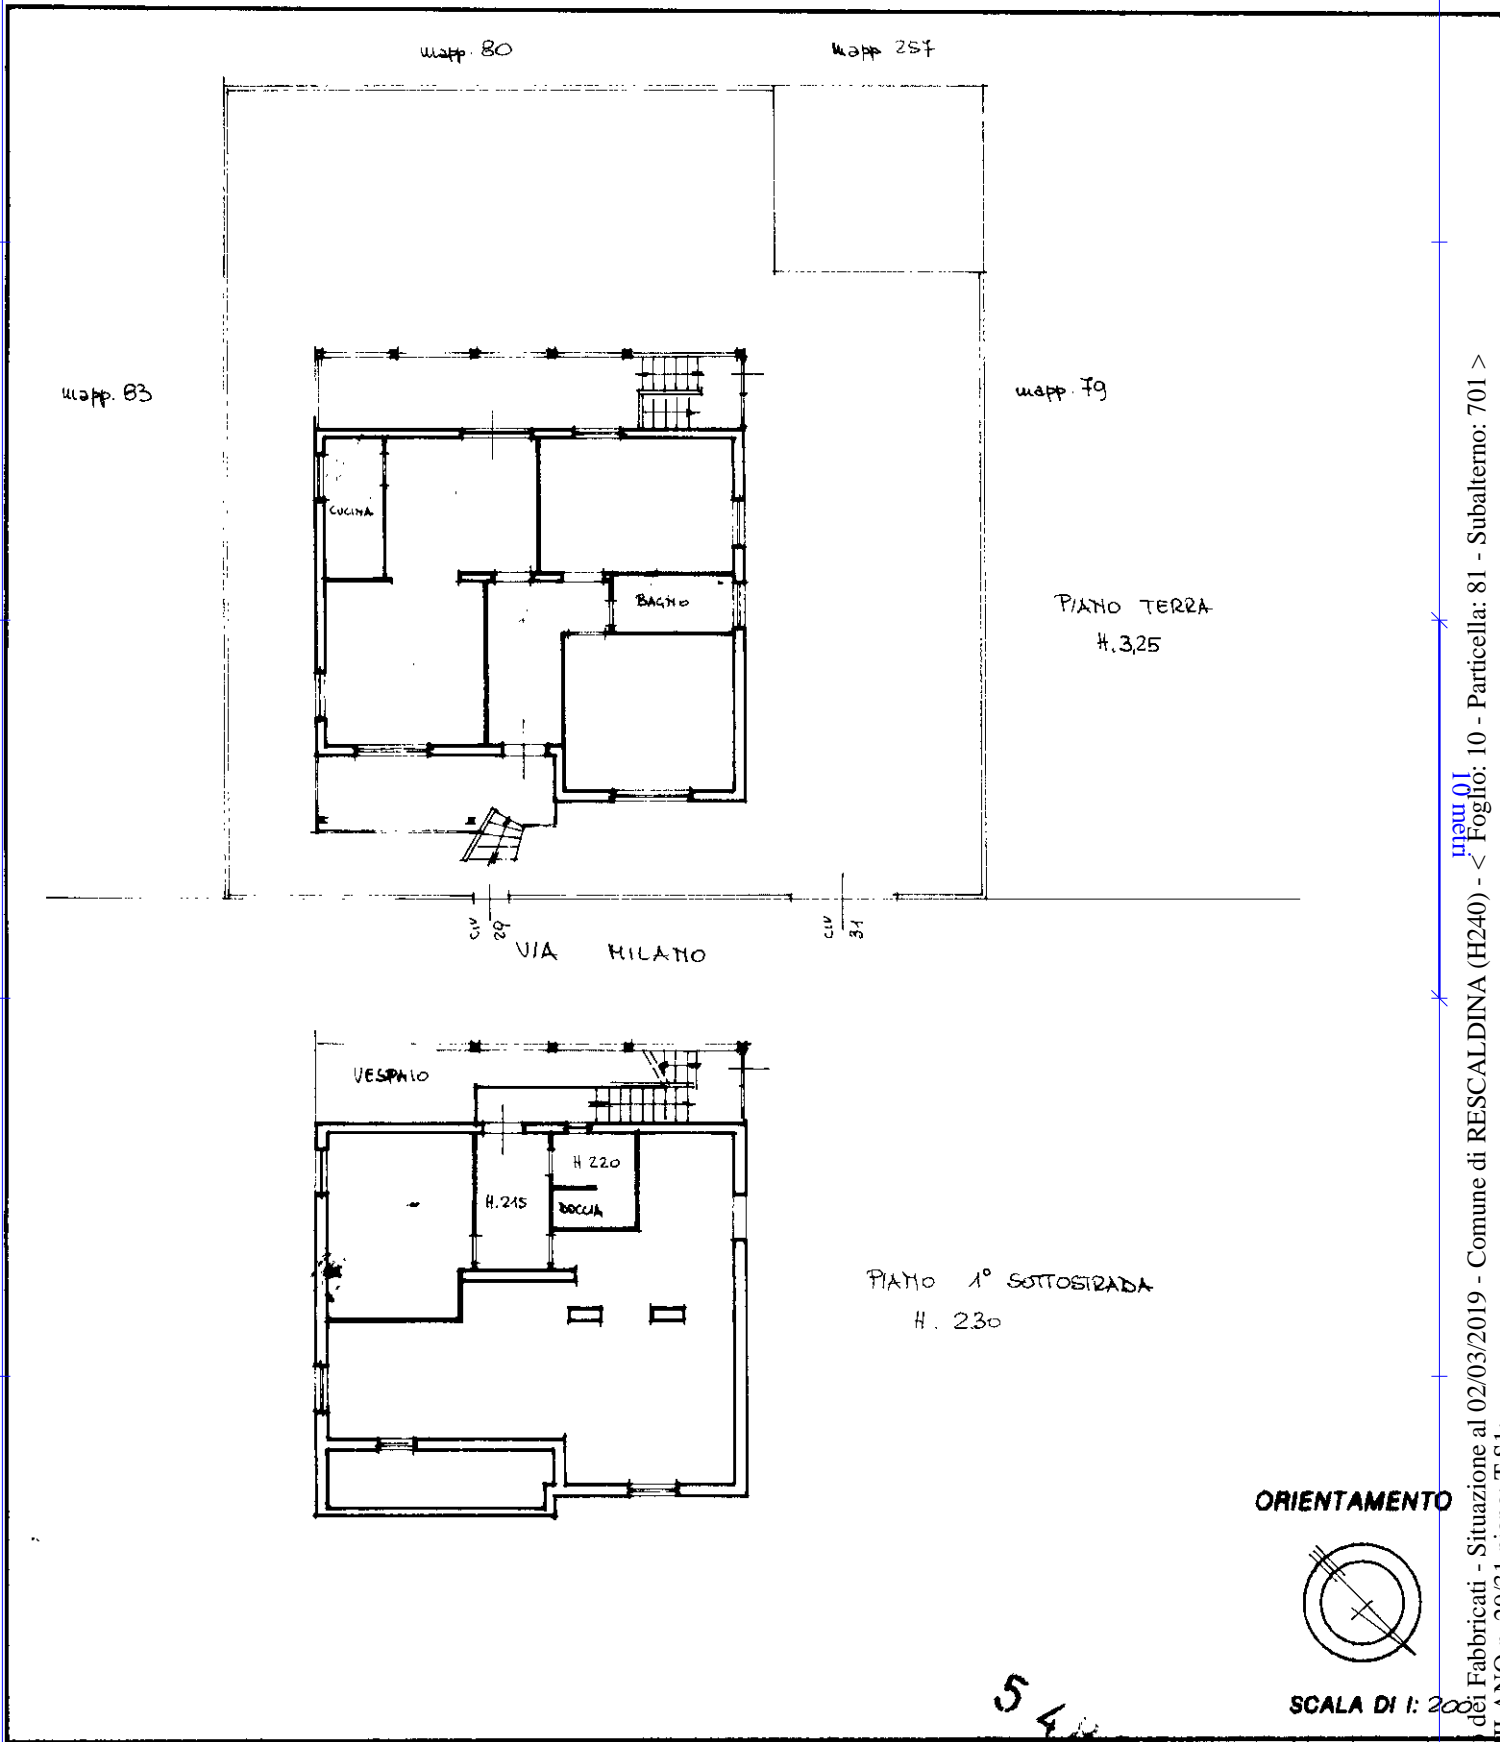 mapp. 80
mapp 257
mapp. 83
mapp. 79
CUCINA
BAGNO
PIANO TERRA
H. 3,25
CIV 29
CIV 31
VIA MILANO
VESPAIO
H 220
H. 215
DOCCIA
PIANO 1° SOTTOSTRADA
H. 230
ORIENTAMENTO
SCALA DI 1: 200
10 metri
dei Fabbricati - Situazione al 02/03/2019 - Comune di RESCALDINA (H240) - < Foglio: 10 - Particella: 81 - Subalterno: 701 >
5
4